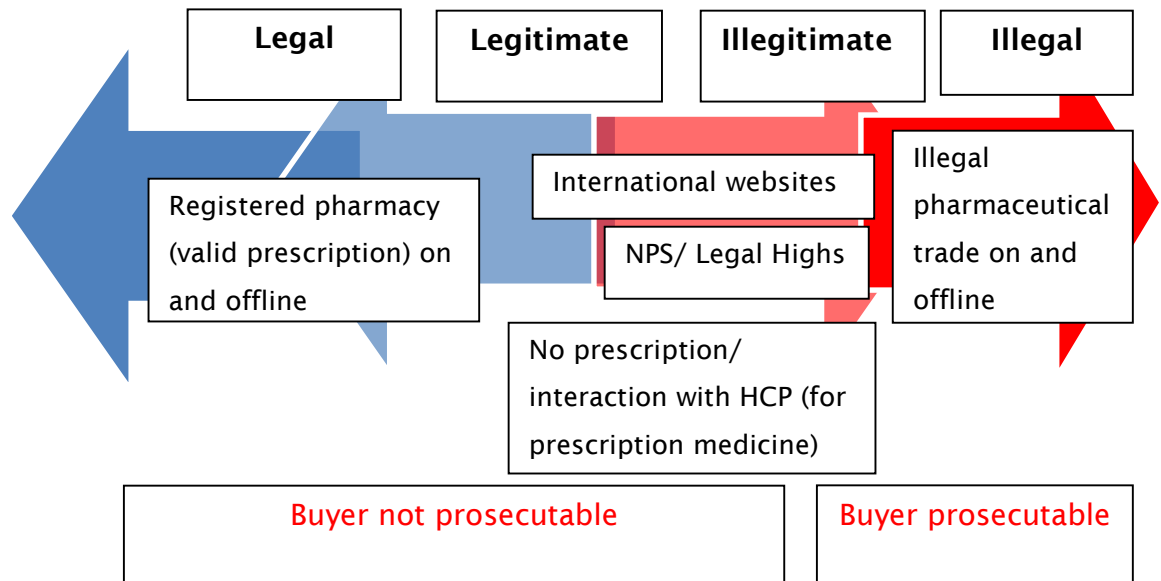 Legal
Legitimate
Illegitimate
Illegal
Registered pharmacy
(valid prescription) on
and offline
International websites
NPS/ Legal Highs
No prescription/
interaction with HCP (for
prescription medicine)
Illegal
pharmaceutical
trade on and
offline
Buyer not prosecutable
Buyer prosecutable